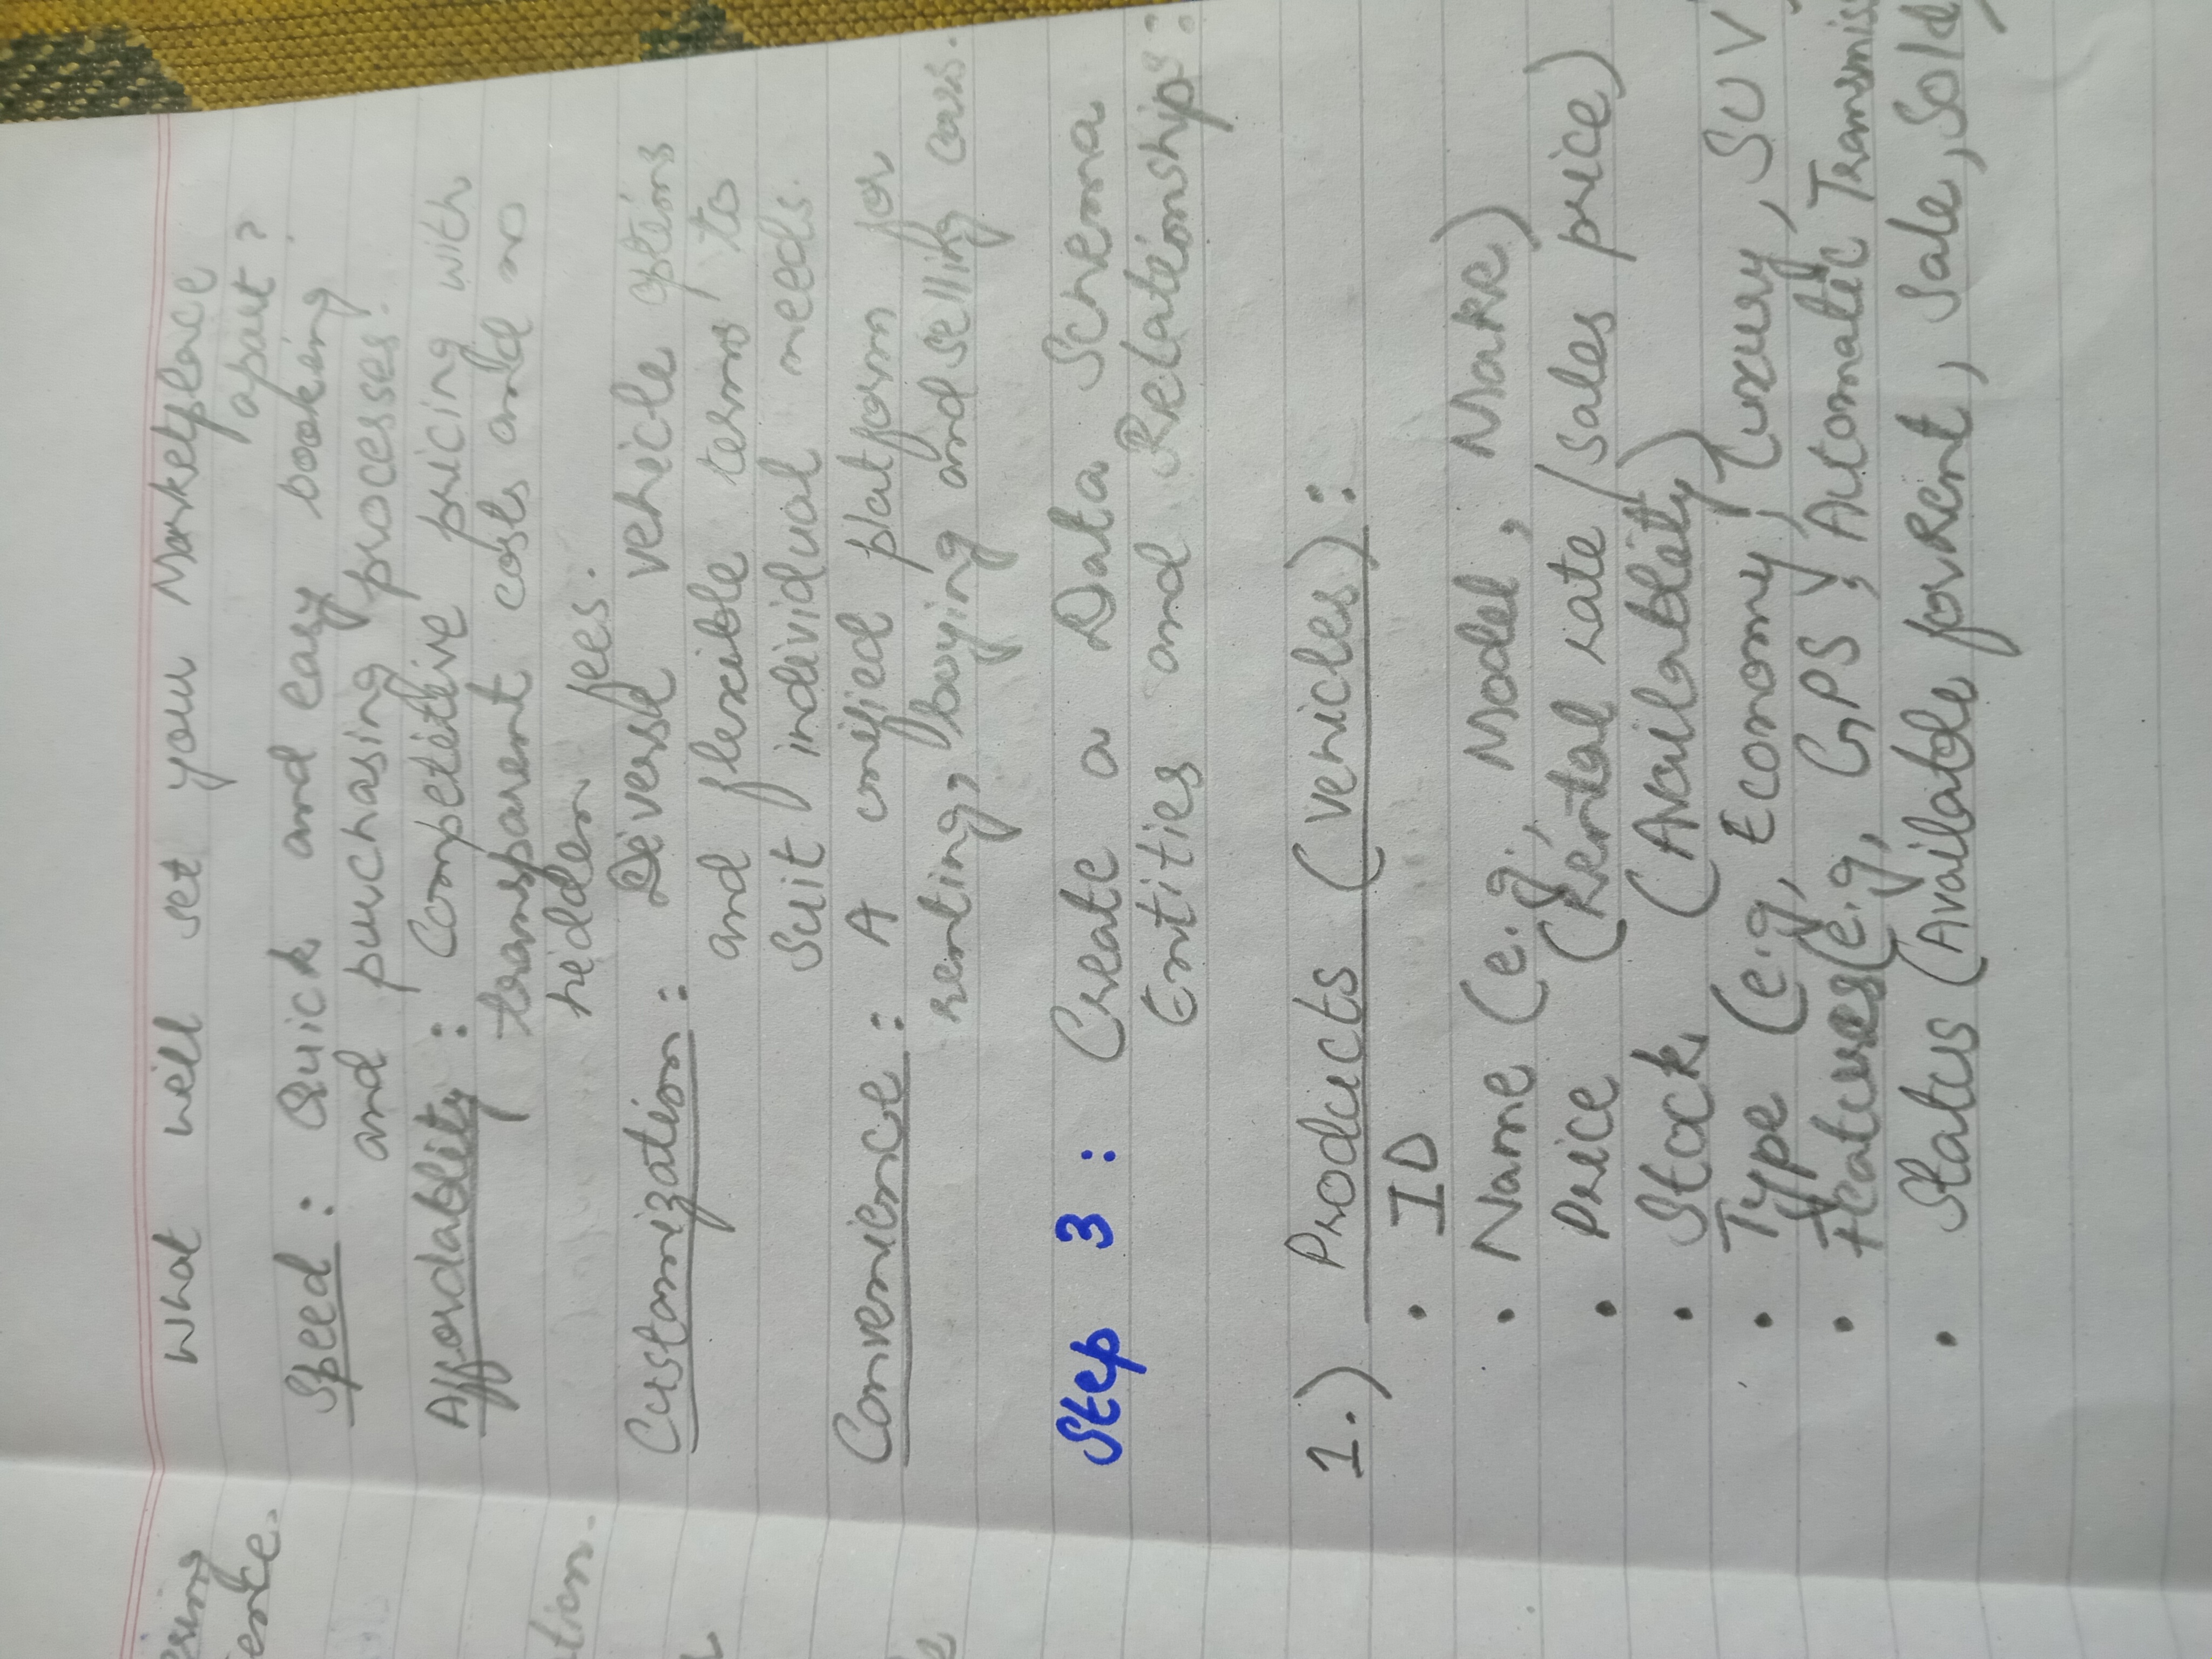 ering
ence.
tion.
What will set your Marketplace
apart?
Speed : Quick and easy booking
and purchasing processes.
Affordablity : Competitive pricing with
transparent costs and no
hidden fees.
Customization : Diverse vehicle options
and flexible terms to
suit individual needs.
Convenience : A unified platform for
renting, buying and selling cars.
Step 3 : Create a Data Schema
Entities and Relationships :
1.) Products (vehicles) :
• ID
• Name (e.g., Model, Make)
• Price (Rental rate / sales price)
• Stock (Availablity)
• Type (e.g, Economy, Luxury, SUV,
• Features (e.g, GPS, Automatic Transmiss
• Status (Available for Rent, Sale, Sold)